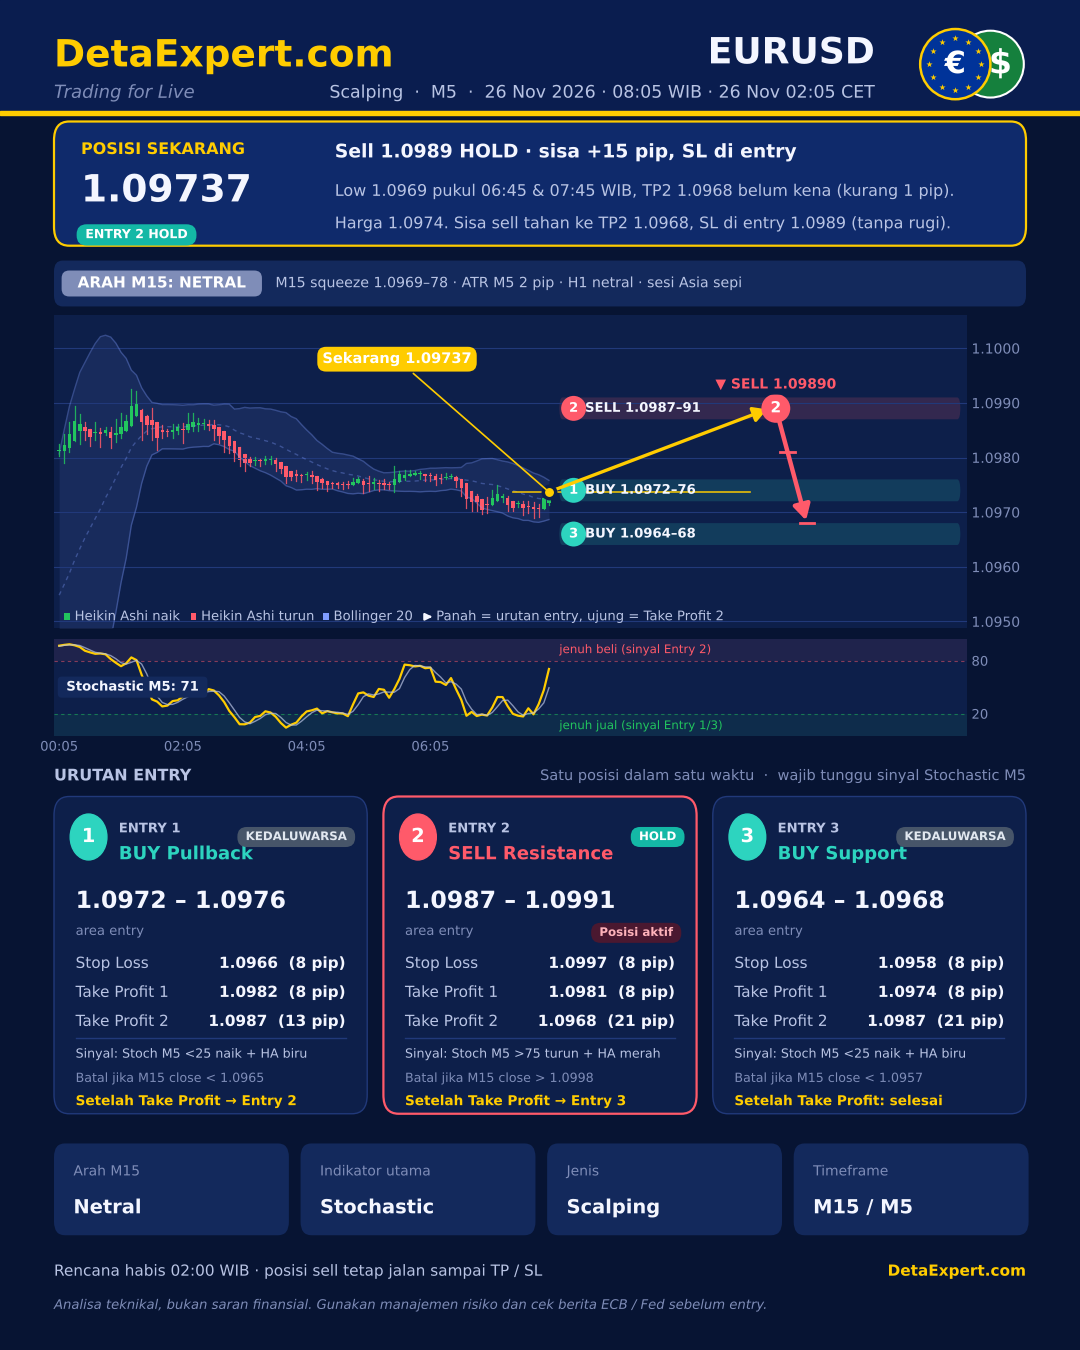 DetaExpert.com
EURUSD
€ $
Trading for Live
Scalping · M5 · 26 Nov 2026 · 08:05 WIB · 26 Nov 02:05 CET
POSISI SEKARANG
1.09737
ENTRY 2 HOLD
Sell 1.0989 HOLD · sisa +15 pip, SL di entry
Low 1.0969 pukul 06:45 & 07:45 WIB, TP2 1.0968 belum kena (kurang 1 pip).
Harga 1.0974. Sisa sell tahan ke TP2 1.0968, SL di entry 1.0989 (tanpa rugi).
ARAH M15: NETRAL
M15 squeeze 1.0969–78 · ATR M5 2 pip · H1 netral · sesi Asia sepi
Sekarang 1.09737
▼ SELL 1.09890
2 SELL 1.0987–91
2
1 BUY 1.0972–76
3 BUY 1.0964–68
1.1000
1.0990
1.0980
1.0970
1.0960
1.0950
Heikin Ashi naik
Heikin Ashi turun
Bollinger 20
Panah = urutan entry, ujung = Take Profit 2
jenuh beli (sinyal Entry 2)
80
Stochastic M5: 71
20
jenuh jual (sinyal Entry 1/3)
00:05
02:05
04:05
06:05
URUTAN ENTRY
Satu posisi dalam satu waktu · wajib tunggu sinyal Stochastic M5
1
ENTRY 1
KEDALUWARSA
BUY Pullback
1.0972 – 1.0976
area entry
Stop Loss 1.0966 (8 pip)
Take Profit 1 1.0982 (8 pip)
Take Profit 2 1.0987 (13 pip)
Sinyal: Stoch M5 <25 naik + HA biru
Batal jika M15 close < 1.0965
Setelah Take Profit → Entry 2
2
ENTRY 2
HOLD
SELL Resistance
1.0987 – 1.0991
area entry
Posisi aktif
Stop Loss 1.0997 (8 pip)
Take Profit 1 1.0981 (8 pip)
Take Profit 2 1.0968 (21 pip)
Sinyal: Stoch M5 >75 turun + HA merah
Batal jika M15 close > 1.0998
Setelah Take Profit → Entry 3
3
ENTRY 3
KEDALUWARSA
BUY Support
1.0964 – 1.0968
area entry
Stop Loss 1.0958 (8 pip)
Take Profit 1 1.0974 (8 pip)
Take Profit 2 1.0987 (21 pip)
Sinyal: Stoch M5 <25 naik + HA biru
Batal jika M15 close < 1.0957
Setelah Take Profit: selesai
Arah M15
Netral
Indikator utama
Stochastic
Jenis
Scalping
Timeframe
M15 / M5
Rencana habis 02:00 WIB · posisi sell tetap jalan sampai TP / SL
DetaExpert.com
Analisa teknikal, bukan saran finansial. Gunakan manajemen risiko dan cek berita ECB / Fed sebelum entry.